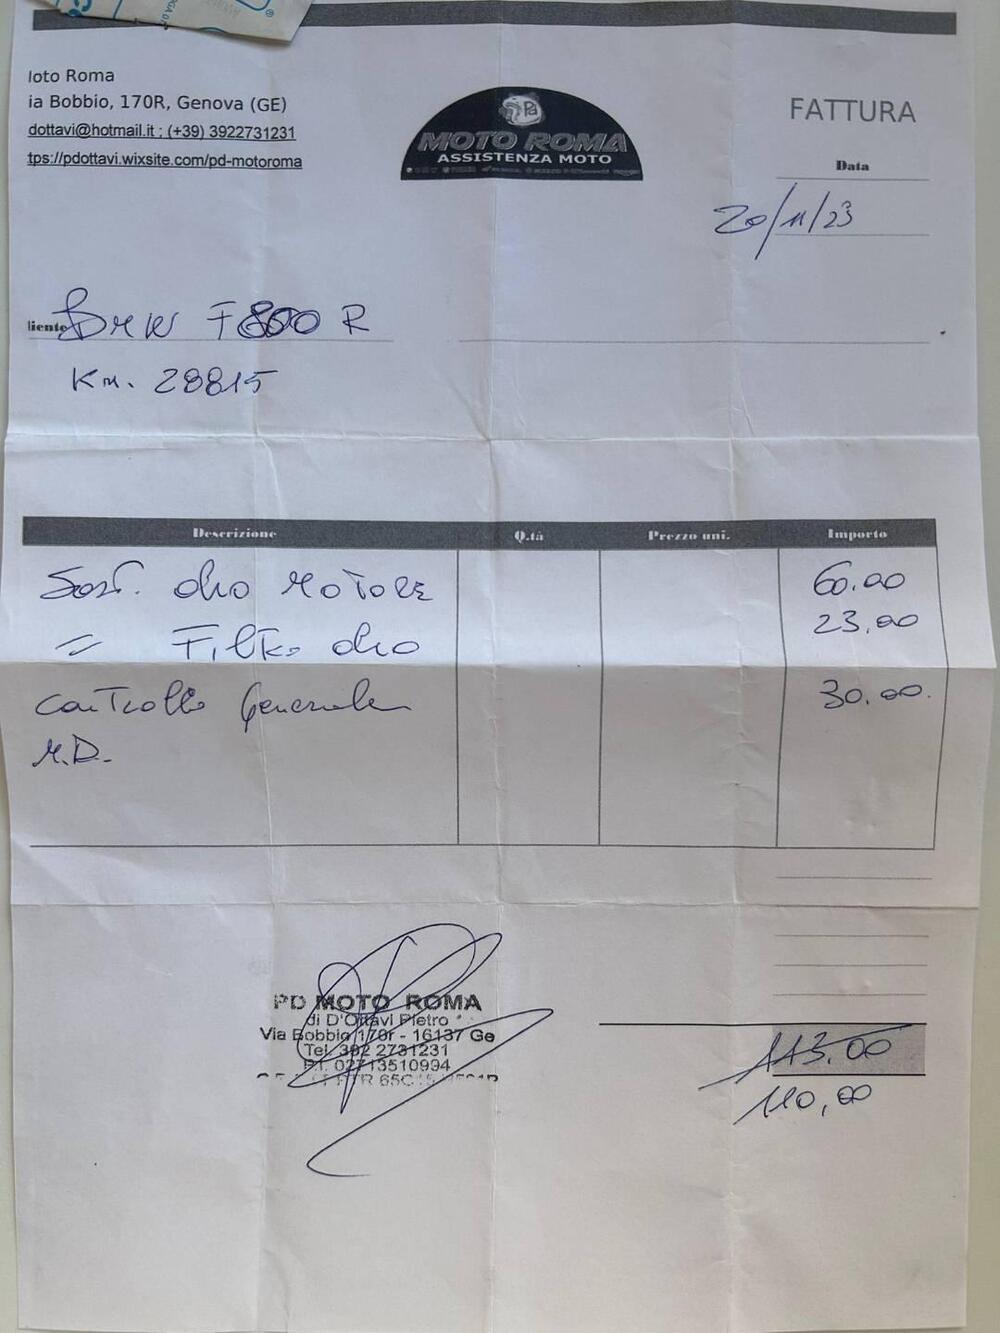 loto Roma
ia Bobbio, 170R, Genova (GE)
dottavi@hotmail.it ; (+39) 3922731231
tps://pdottavi.wixsite.com/pd-motoroma
Pa
MOTO ROMA
ASSISTENZA MOTO
FATTURA
Data
20/11/23
liente BMW F800 R
Km. 28815
Descrizione Q.tà Prezzo uni. Importo
Sost. olio Motore 60.00
= Filtro olio 23,00
controllo Generale 30.00.
M.D.
PD MOTO ROMA
di D'Ottavi Pietro
Via Bobbio 170r - 16137 Ge
Tel. 392 2731231
P.I. 02713510994
113.00
110,00